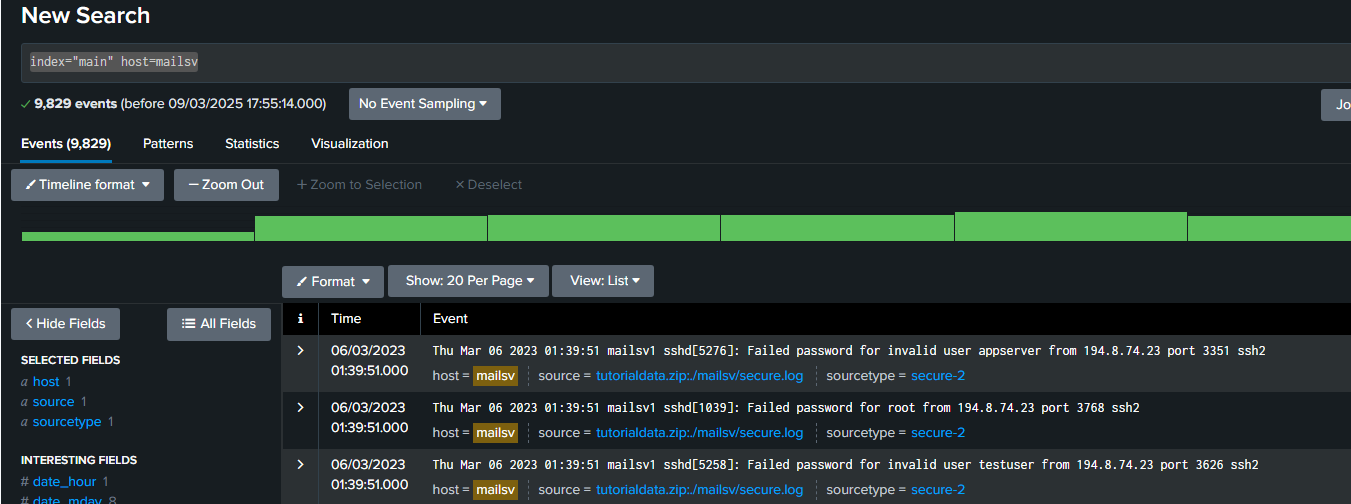 New Search
index="main" host=mailsv
✓ 9,829 events (before 09/03/2025 17:55:14.000) No Event Sampling ▾
Jo
Events (9,829) Patterns Statistics Visualization
Timeline format ▾ — Zoom Out + Zoom to Selection × Deselect
Format ▾ Show: 20 Per Page ▾ View: List ▾
< Hide Fields All Fields
i Time Event
SELECTED FIELDS
a host 1
a source 1
a sourcetype 1
INTERESTING FIELDS
# date_hour 1
# date_mday 8
> 06/03/2023 Thu Mar 06 2023 01:39:51 mailsv1 sshd[5276]: Failed password for invalid user appserver from 194.8.74.23 port 3351 ssh2
01:39:51.000 host = mailsv source = tutorialdata.zip:./mailsv/secure.log sourcetype = secure-2
> 06/03/2023 Thu Mar 06 2023 01:39:51 mailsv1 sshd[1039]: Failed password for root from 194.8.74.23 port 3768 ssh2
01:39:51.000 host = mailsv source = tutorialdata.zip:./mailsv/secure.log sourcetype = secure-2
> 06/03/2023 Thu Mar 06 2023 01:39:51 mailsv1 sshd[5258]: Failed password for invalid user testuser from 194.8.74.23 port 3626 ssh2
01:39:51.000 host = mailsv source = tutorialdata.zip:./mailsv/secure.log sourcetype = secure-2